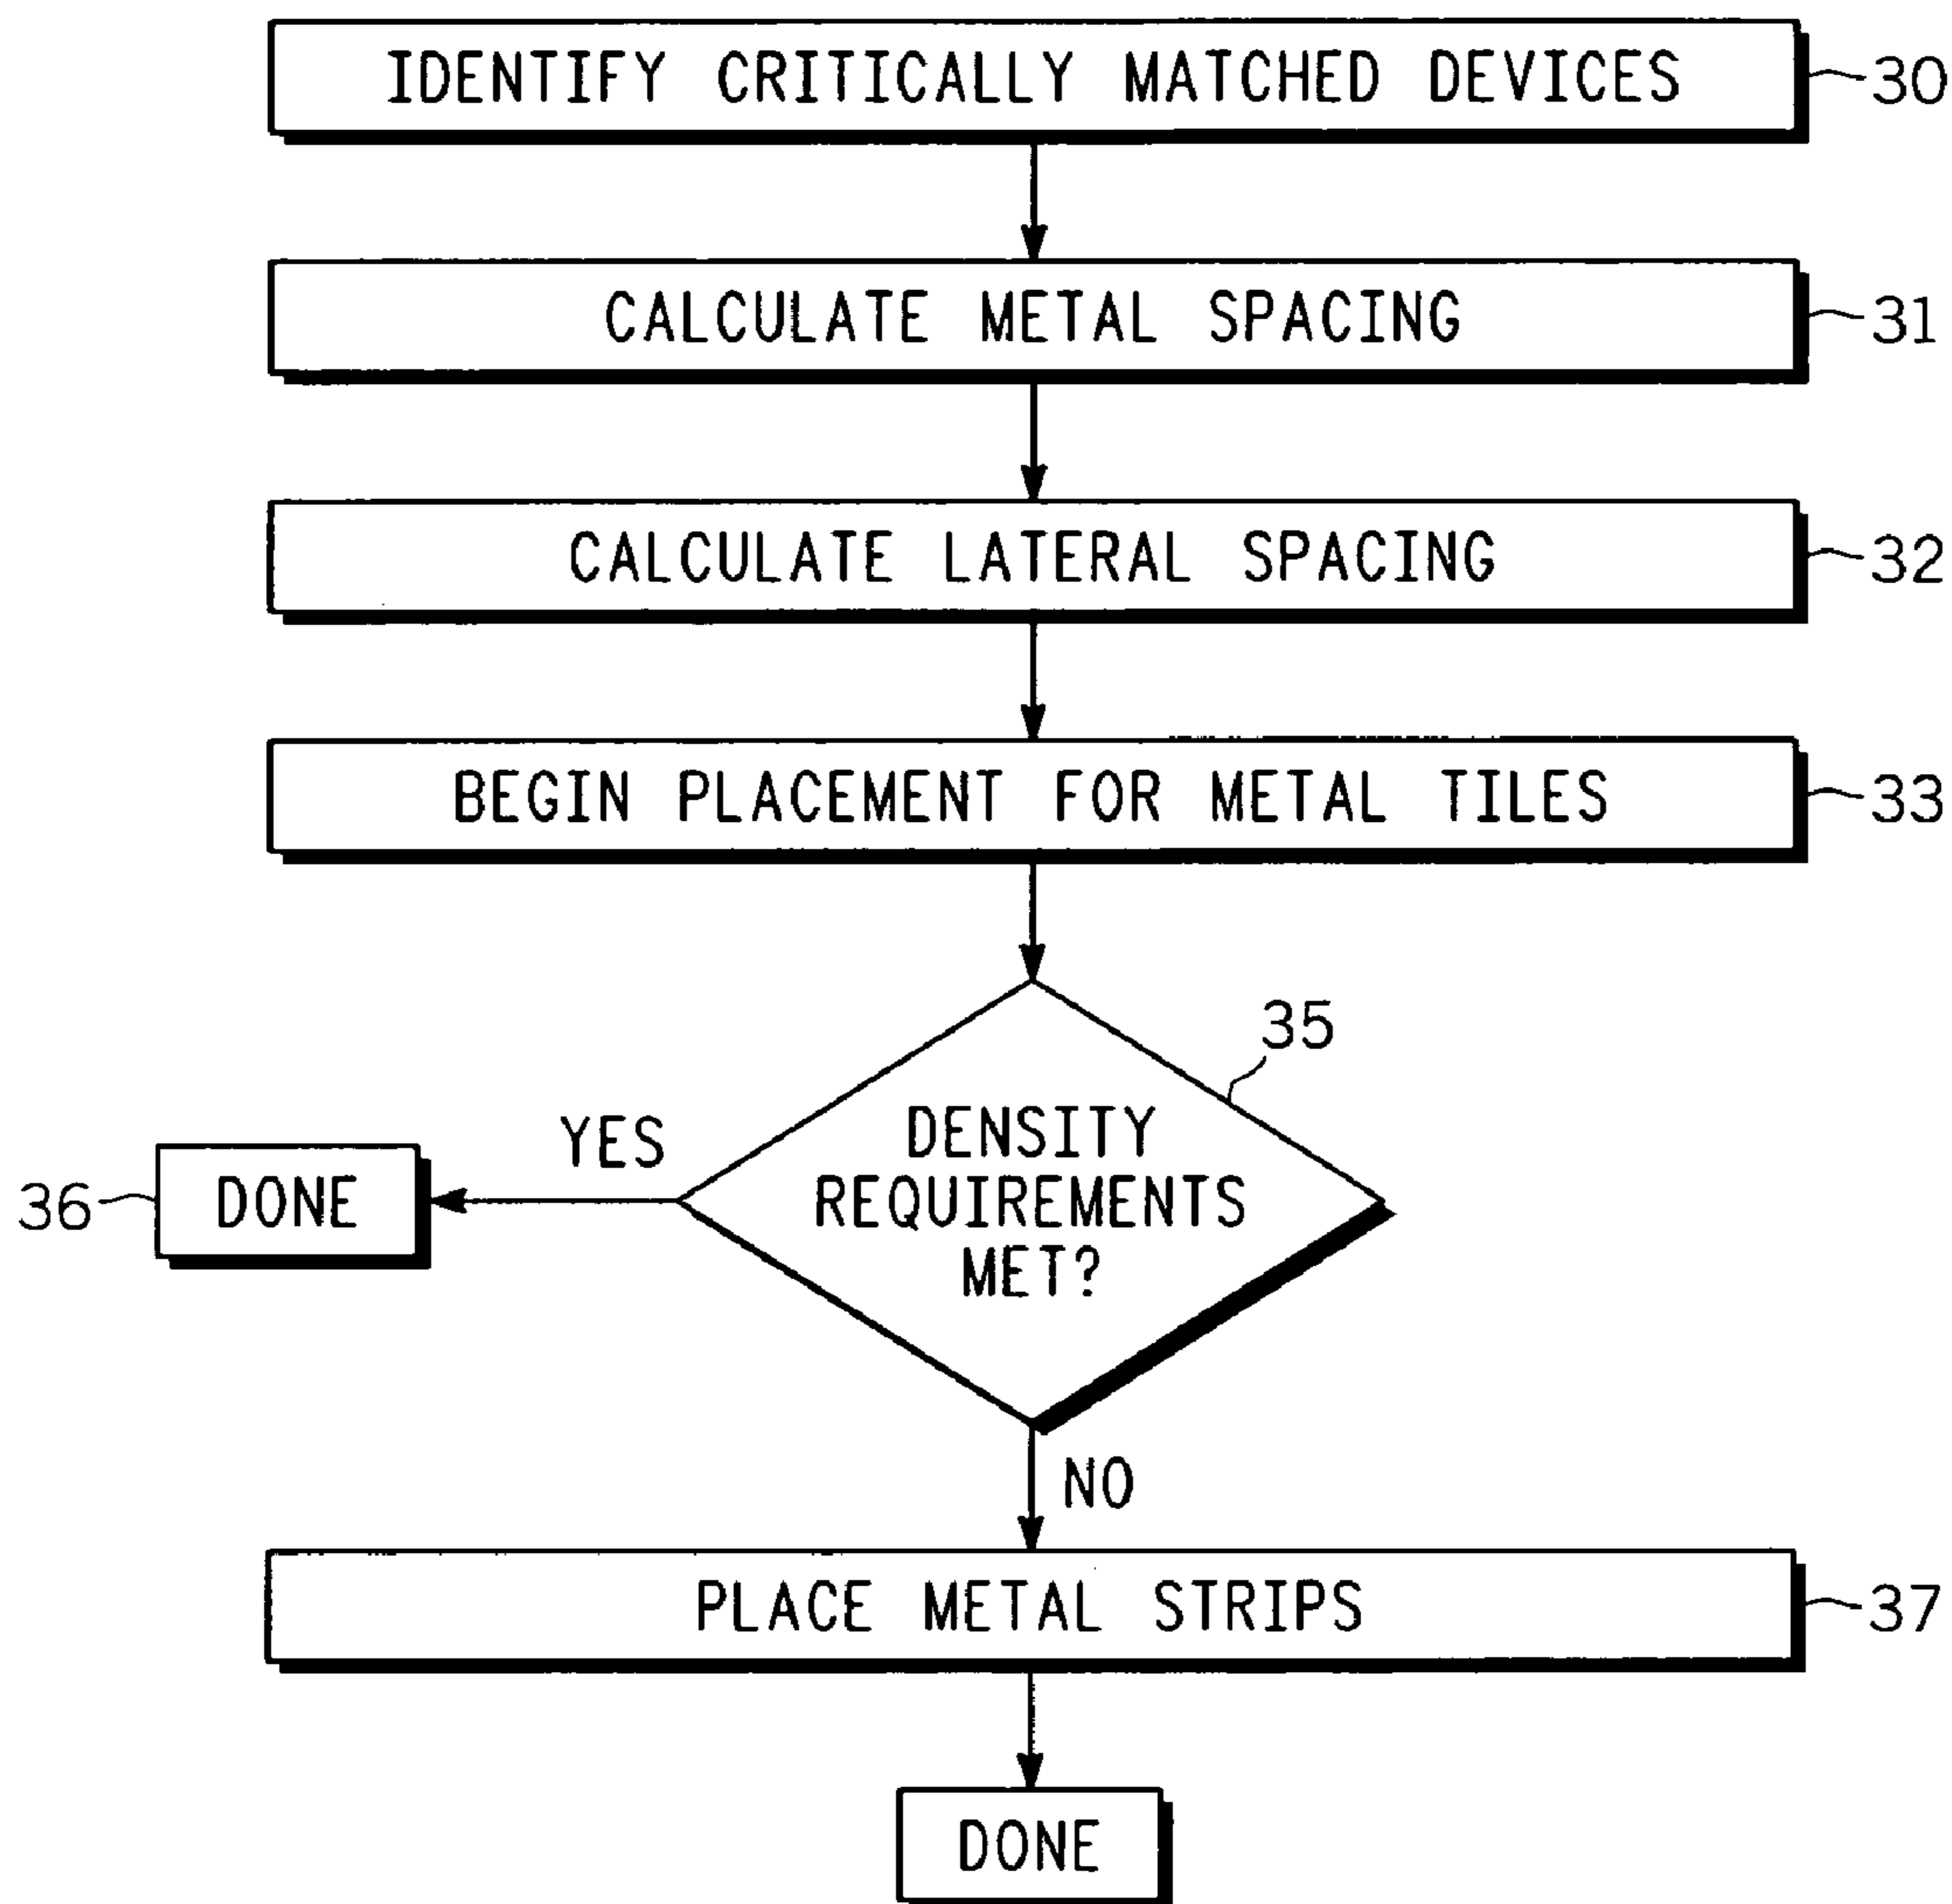 IDENTIFY CRITICALLY MATCHED DEVICES
30
CALCULATE METAL SPACING
31
CALCULATE LATERAL SPACING
32
BEGIN PLACEMENT FOR METAL TILES
33
35
DENSITY
REQUIREMENTS
MET?
YES
36
DONE
NO
PLACE METAL STRIPS
37
DONE